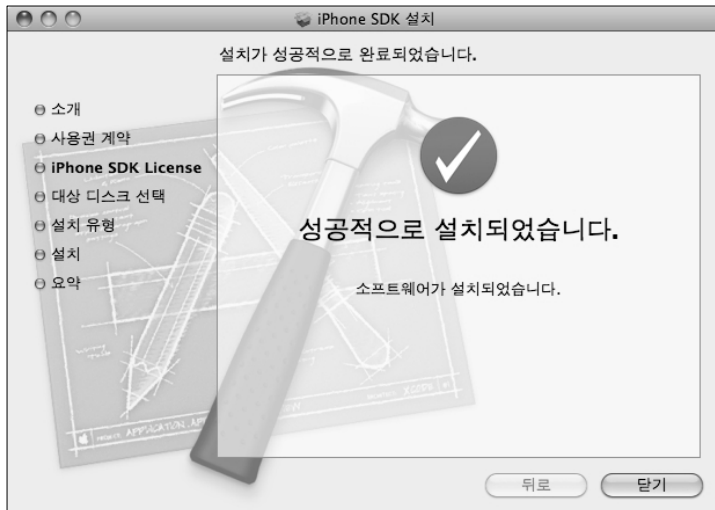 iPhone SDK 설치
설치가 성공적으로 완료되었습니다.
소개
사용권 계약
iPhone SDK License
대상 디스크 선택
설치 유형
설치
요약
성공적으로 설치되었습니다.
소프트웨어가 설치되었습니다.
APPLICATION
XCODE
뒤로
닫기